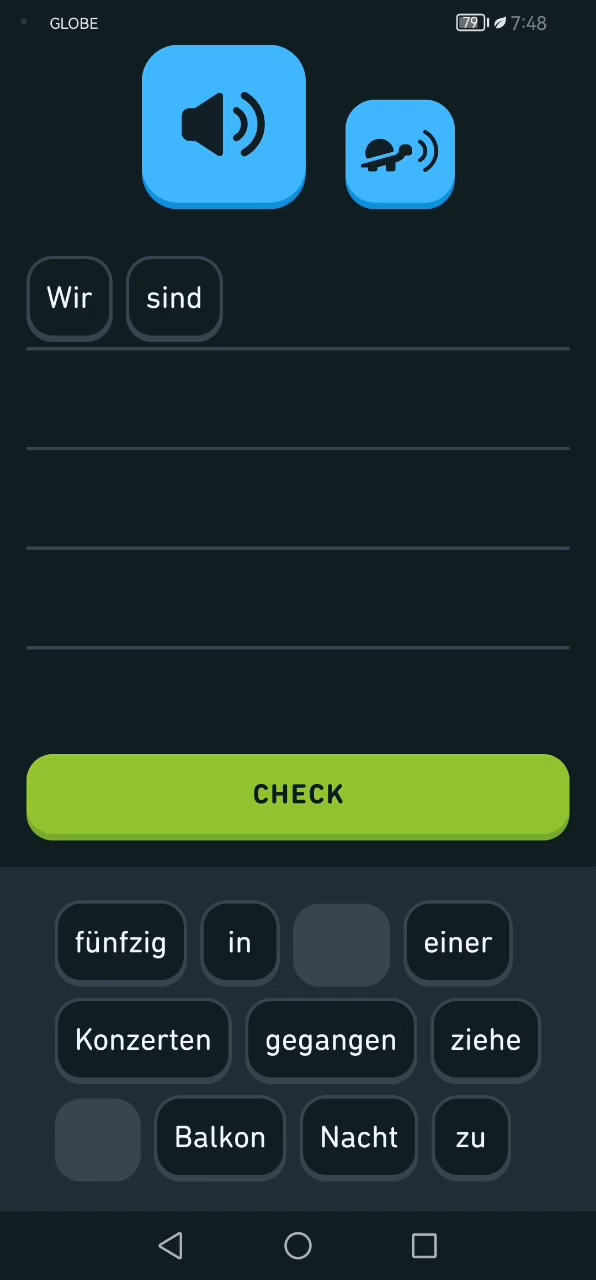 GLOBE 79 7:48
Wir sind
CHECK
fünfzig in einer
Konzerten gegangen ziehe
Balkon Nacht zu